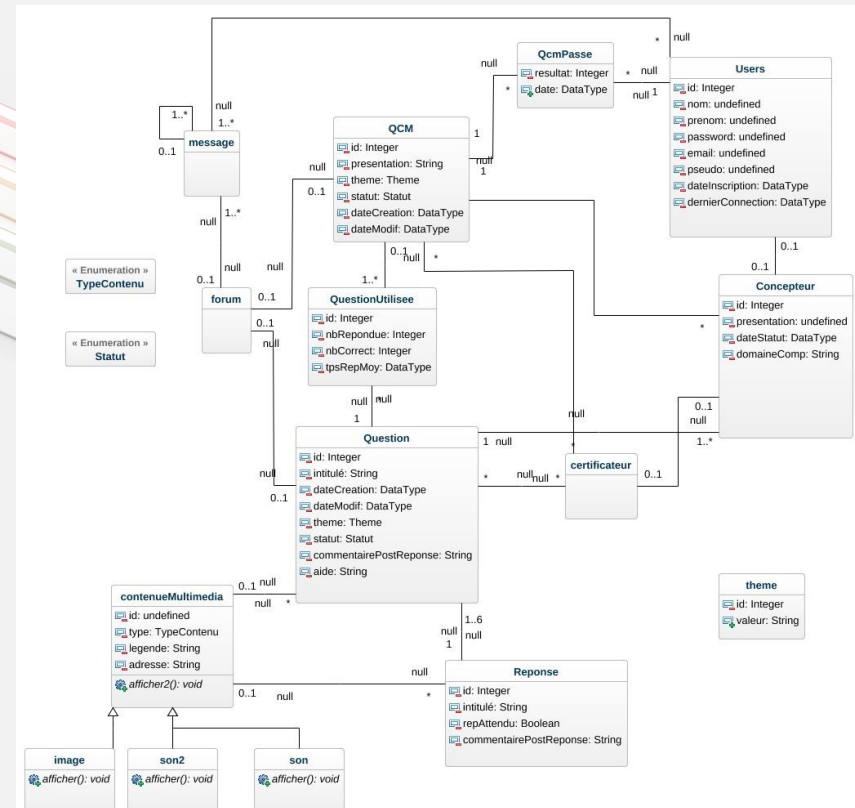 null
* null
QcmPasse
resultat: Integer
date: DataType
null
*
* null
null 1
Users
id: Integer
nom: undefined
prenom: undefined
password: undefined
email: undefined
pseudo: undefined
dateInscription: DataType
dernierConnection: DataType
1..*
0..1
null
1..*
message
QCM
id: Integer
presentation: String
theme: Theme
statut: Statut
dateCreation: DataType
dateModif: DataType
1
null
1
null
0..1
null
1..*
null
0..1
null
0..1
null
*
0..1
0..1
« Enumeration »
TypeContenu
« Enumeration »
Statut
forum
0..1
0..1
null
1..*
QuestionUtilisee
id: Integer
nbRepondue: Integer
nbCorrect: Integer
tpsRepMoy: DataType
Concepteur
id: Integer
presentation: undefined
dateStatut: DataType
domaineComp: String
*
null
null
*
1
Question
id: Integer
intitulé: String
dateCreation: DataType
dateModif: DataType
theme: Theme
statut: Statut
commentairePostReponse: String
aide: String
null
0..1
1 null
null
*
0..1
null
1..*
*
null
null
*
certificateur
0..1
theme
id: Integer
valeur: String
contenueMultimedia
id: undefined
type: TypeContenu
legende: String
adresse: String
afficher2(): void
0..1
null
null *
1..6
null
null
1
0..1
null
null
*
Reponse
id: Integer
intitulé: String
repAttendu: Boolean
commentairePostReponse: String
image
afficher(): void
son2
afficher(): void
son
afficher(): void